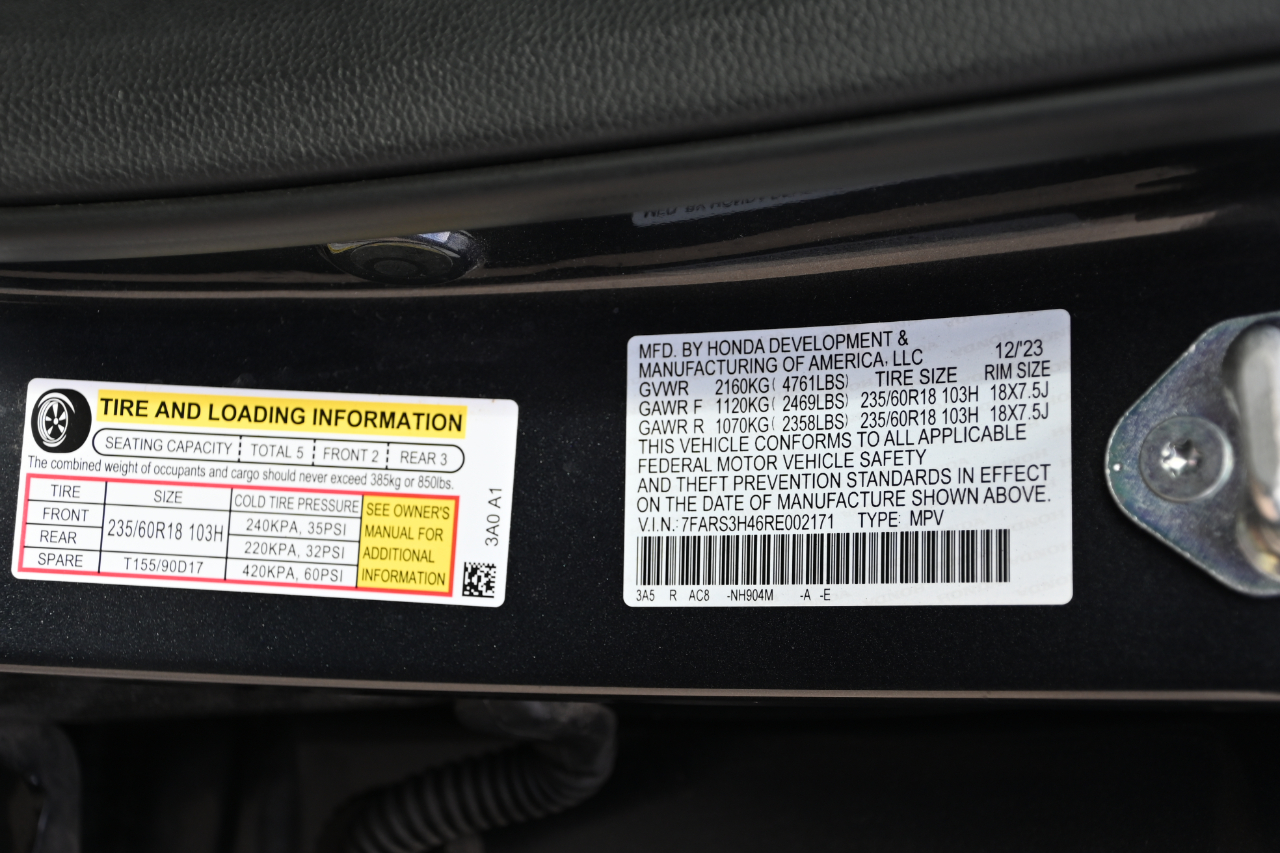 TIRE AND LOADING INFORMATION
SEATING CAPACITY TOTAL 5 FRONT 2 REAR 3
The combined weight of occupants and cargo should never exceed 385kg or 850lbs.
TIRE SIZE COLD TIRE PRESSURE
FRONT 235/60R18 103H 240KPA, 35PSI
REAR 220KPA, 32PSI
SPARE T155/90D17 420KPA, 60PSI
SEE OWNER'S
MANUAL FOR
ADDITIONAL
INFORMATION
3A0 A1
MFD. BY HONDA DEVELOPMENT &
MANUFACTURING OF AMERICA, LLC 12/'23
GVWR 2160KG( 4761LBS) TIRE SIZE RIM SIZE
GAWR F 1120KG( 2469LBS) 235/60R18 103H 18X7.5J
GAWR R 1070KG( 2358LBS) 235/60R18 103H 18X7.5J
THIS VEHICLE CONFORMS TO ALL APPLICABLE
FEDERAL MOTOR VEHICLE SAFETY
AND THEFT PREVENTION STANDARDS IN EFFECT
ON THE DATE OF MANUFACTURE SHOWN ABOVE.
V.I.N.: 7FARS3H46RE002171 TYPE: MPV
3A5 R AC8 -NH904M -A -E